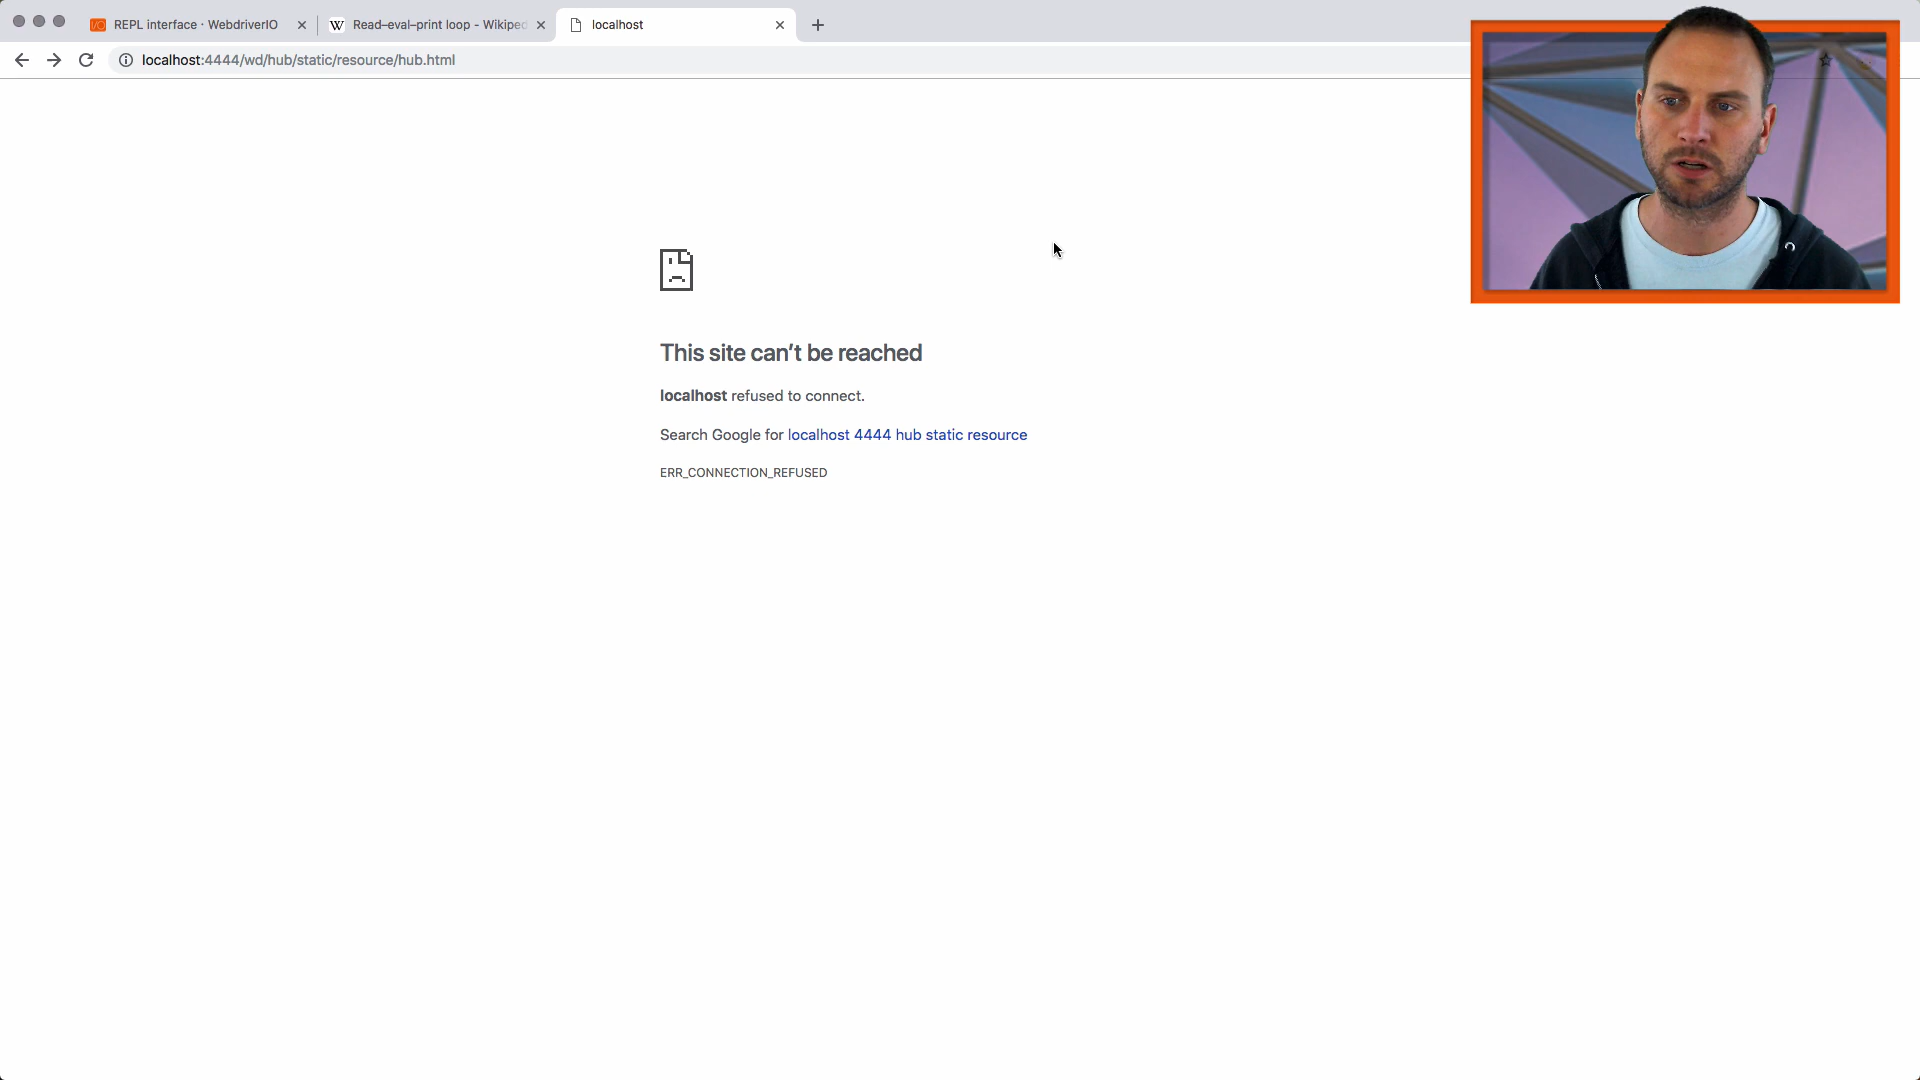 REPL interface · WebdriverIO
W Read–eval–print loop - Wikiped
localhost
localhost:4444/wd/hub/static/resource/hub.html
This site can’t be reached
localhost refused to connect.
Search Google for localhost 4444 hub static resource
ERR_CONNECTION_REFUSED